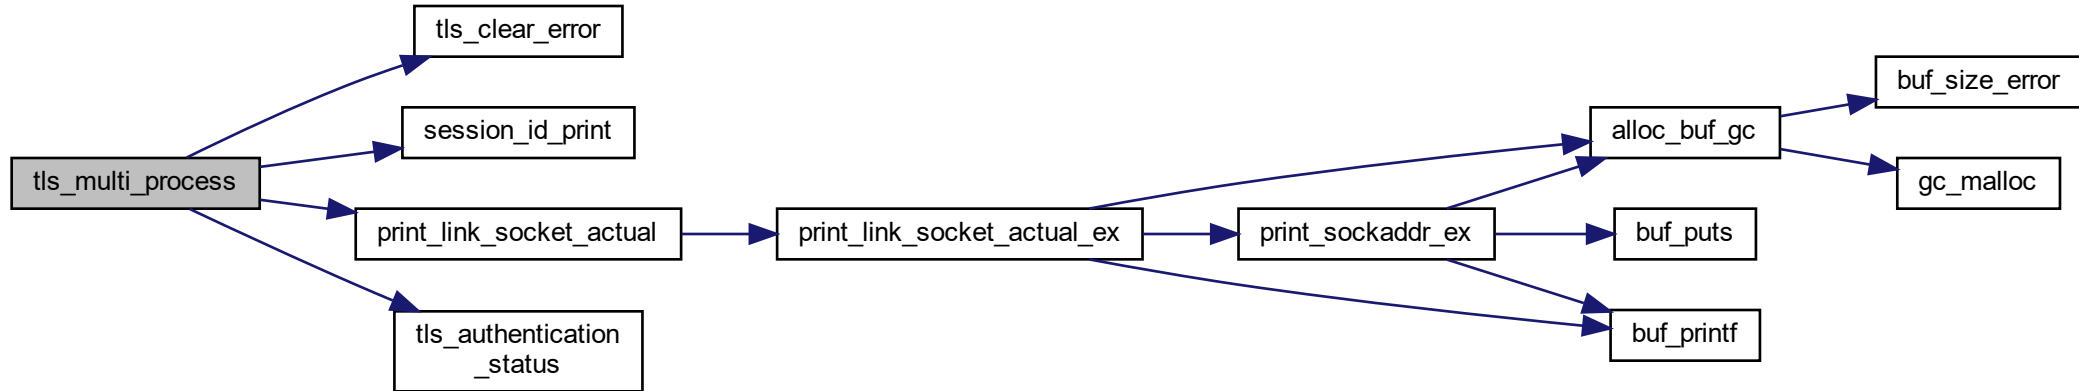 tls_clear_error
buf_size_error
session_id_print
alloc_buf_gc
tls_multi_process
gc_malloc
print_link_socket_actual
print_link_socket_actual_ex
print_sockaddr_ex
buf_puts
tls_authentication
_status
buf_printf